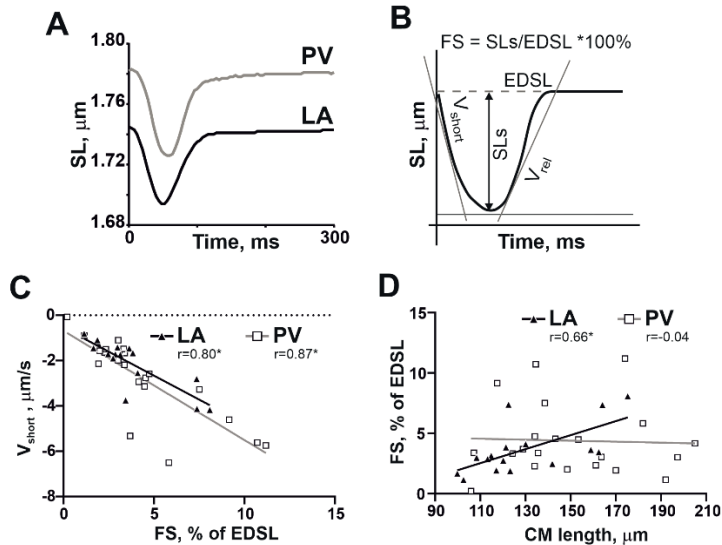 A
1.80
1.76
1.72
1.68
SL, μm
PV
LA
0
Time, ms
300
B
FS = SLs/EDSL *100%
EDSL
Vshort
SLs
Vrel
SL, μm
Time, ms
C
0
-2
-4
-6
-8
Vshort , μm/s
LA
r=0.80*
PV
r=0.87*
0
5
10
15
FS, % of EDSL
D
15
10
5
0
FS, % of EDSL
LA
r=0.66*
PV
r=-0.04
90
110
130
150
170
190
210
CM length, μm